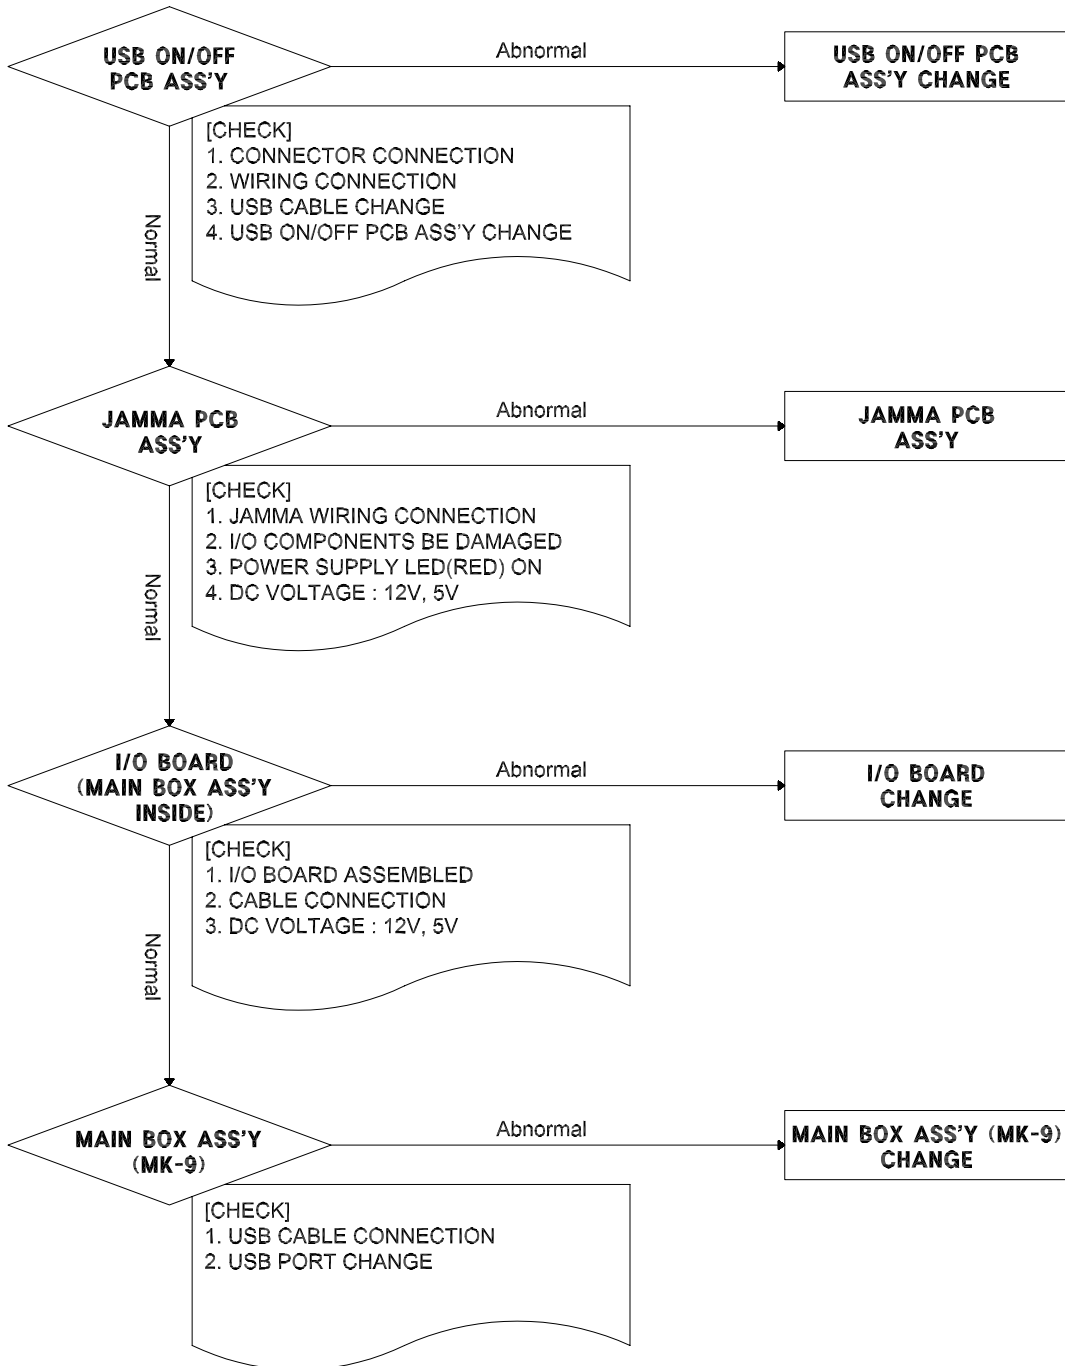 USB ON/OFF
PCB ASS'Y
Abnormal
USB ON/OFF PCB
ASS'Y CHANGE
[CHECK]
1. CONNECTOR CONNECTION
2. WIRING CONNECTION
3. USB CABLE CHANGE
4. USB ON/OFF PCB ASS'Y CHANGE
Normal
JAMMA PCB
ASS'Y
Abnormal
JAMMA PCB
ASS'Y
[CHECK]
1. JAMMA WIRING CONNECTION
2. I/O COMPONENTS BE DAMAGED
3. POWER SUPPLY LED(RED) ON
4. DC VOLTAGE : 12V, 5V
Normal
I/O BOARD
(MAIN BOX ASS'Y
INSIDE)
Abnormal
I/O BOARD
CHANGE
[CHECK]
1. I/O BOARD ASSEMBLED
2. CABLE CONNECTION
3. DC VOLTAGE : 12V, 5V
Normal
MAIN BOX ASS'Y
(MK-9)
Abnormal
MAIN BOX ASS'Y (MK-9)
CHANGE
[CHECK]
1. USB CABLE CONNECTION
2. USB PORT CHANGE